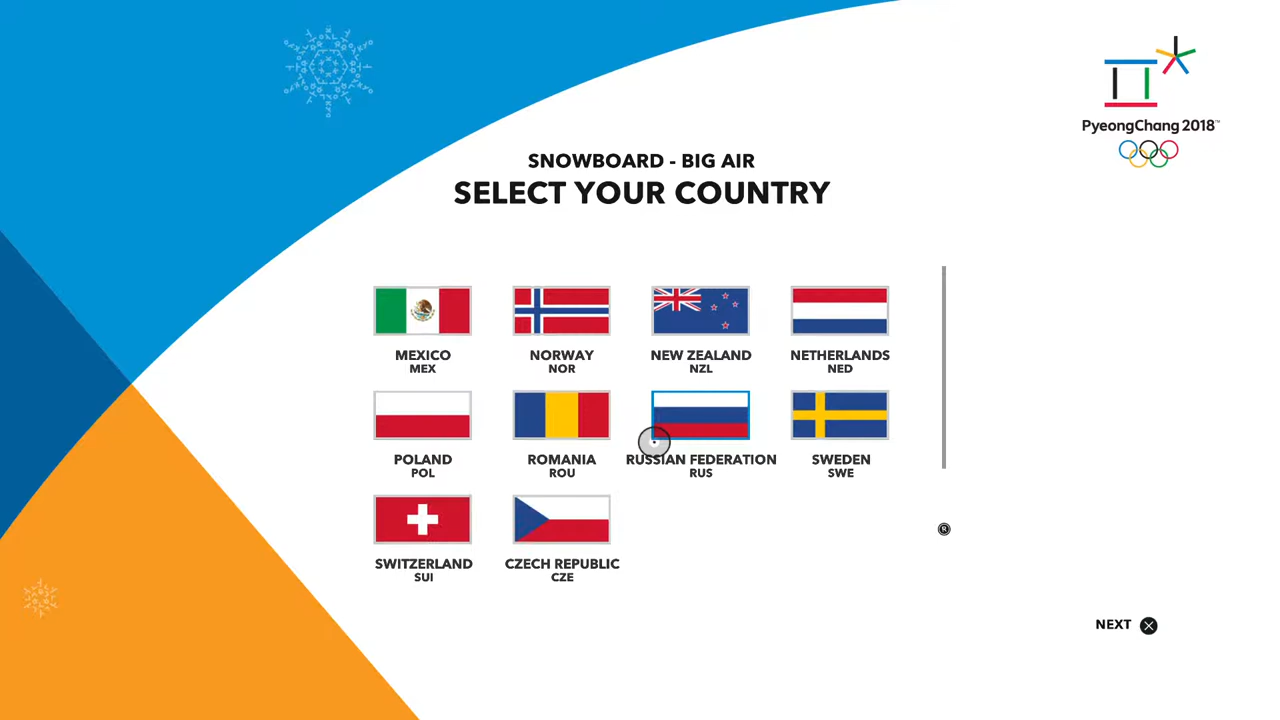 PyeongChang 2018™
SNOWBOARD - BIG AIR
SELECT YOUR COUNTRY
MEXICO
MEX
NORWAY
NOR
NEW ZEALAND
NZL
NETHERLANDS
NED
POLAND
POL
ROMANIA
ROU
RUSSIAN FEDERATION
RUS
SWEDEN
SWE
SWITZERLAND
SUI
CZECH REPUBLIC
CZE
R
NEXT